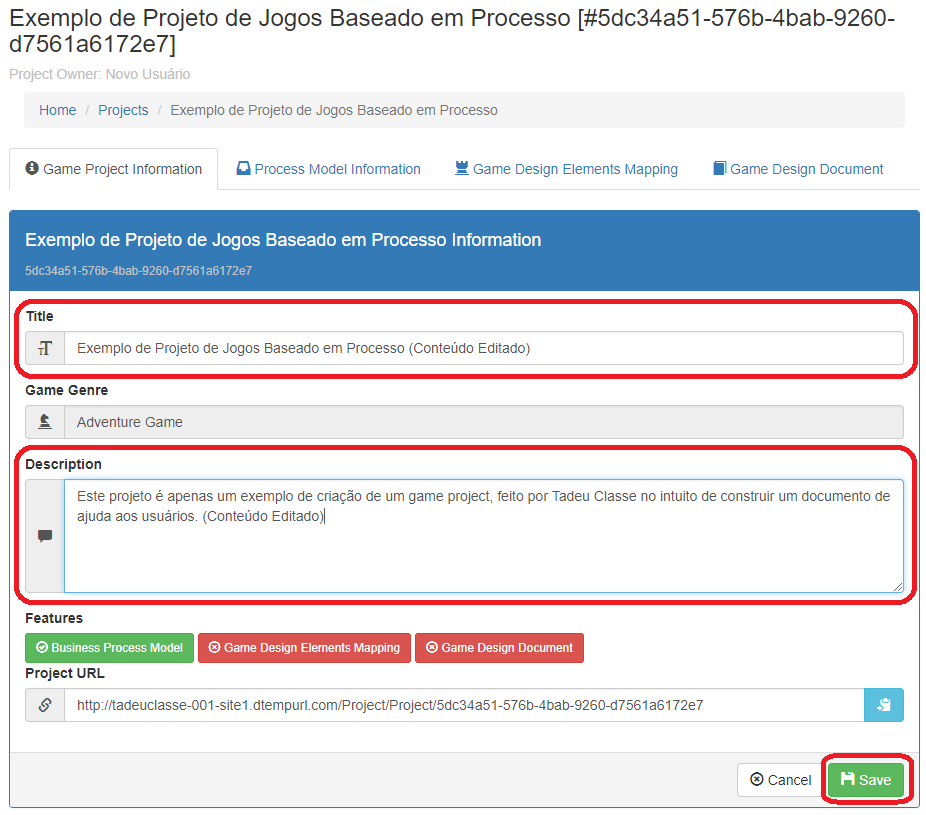 Exemplo de Projeto de Jogos Baseado em Processo [#5dc34a51-576b-4bab-9260-
d7561a6172e7]
Project Owner: Novo Usuário
Home / Projects / Exemplo de Projeto de Jogos Baseado em Processo
Game Project Information Process Model Information Game Design Elements Mapping Game Design Document
Exemplo de Projeto de Jogos Baseado em Processo Information
5dc34a51-576b-4bab-9260-d7561a6172e7
Title
Exemplo de Projeto de Jogos Baseado em Processo (Conteúdo Editado)
Game Genre
Adventure Game
Description
Este projeto é apenas um exemplo de criação de um game project, feito por Tadeu Classe no intuito de construir um documento de
ajuda aos usuários. (Conteúdo Editado)
Features
Business Process Model Game Design Elements Mapping Game Design Document
Project URL
http://tadeuclasse-001-site1.dtempurl.com/Project/Project/5dc34a51-576b-4bab-9260-d7561a6172e7
Cancel Save